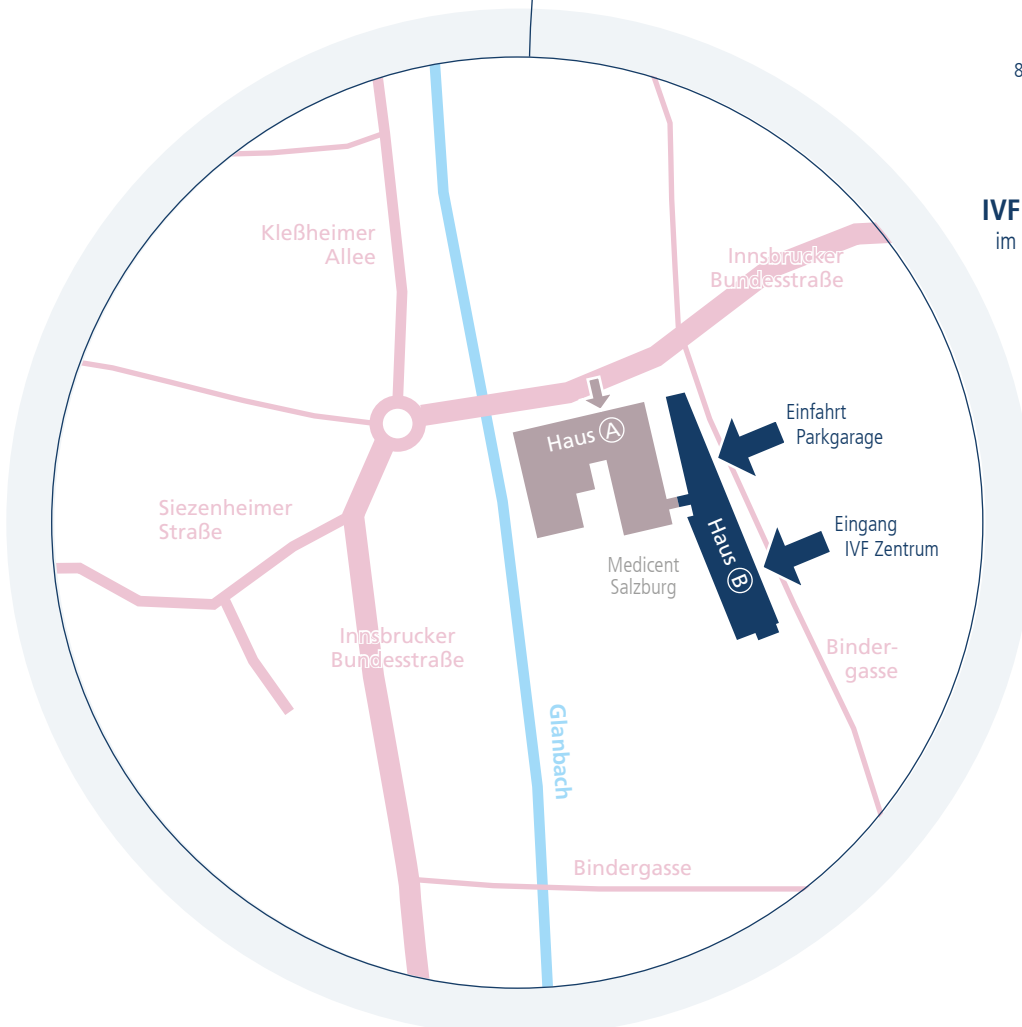 8
IVF
im
Kleßheimer
Allee
Innsbrucker
Bundesstraße
Einfahrt
Parkgarage
Haus A
Siezenheimer
Straße
Eingang
IVF Zentrum
Haus B
Medicent
Salzburg
Innsbrucker
Bundesstraße
Binder-
gasse
Glanbach
Bindergasse